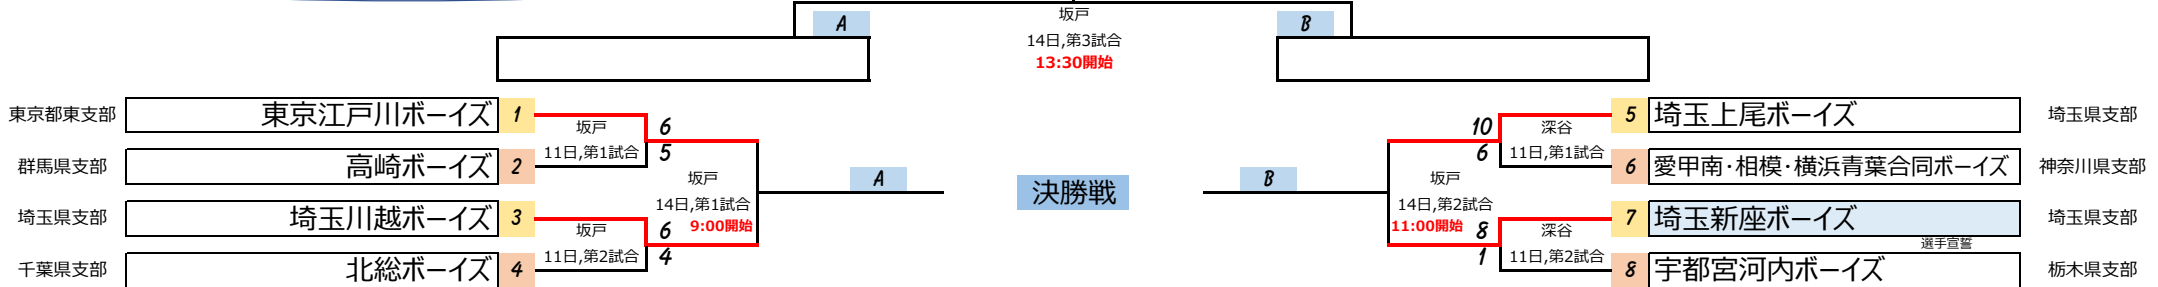 坂戸
A
B
14日,第3試合
13:30開始
東京都東支部
東京江戸川ボーイズ
1
坂戸
6
11日,第1試合
5
群馬県支部
高崎ボーイズ
2
坂戸
14日,第1試合
9:00開始
A
埼玉県支部
埼玉川越ボーイズ
3
坂戸
6
11日,第2試合
4
千葉県支部
北総ボーイズ
4
決勝戦
10
深谷
5
埼玉上尾ボーイズ
埼玉県支部
6
11日,第1試合
6
愛甲南・相模・横浜青葉合同ボーイズ
神奈川県支部
B
坂戸
14日,第2試合
11:00開始
8
深谷
7
埼玉新座ボーイズ
埼玉県支部
選手宣誓
1
11日,第2試合
8
宇都宮河内ボーイズ
栃木県支部